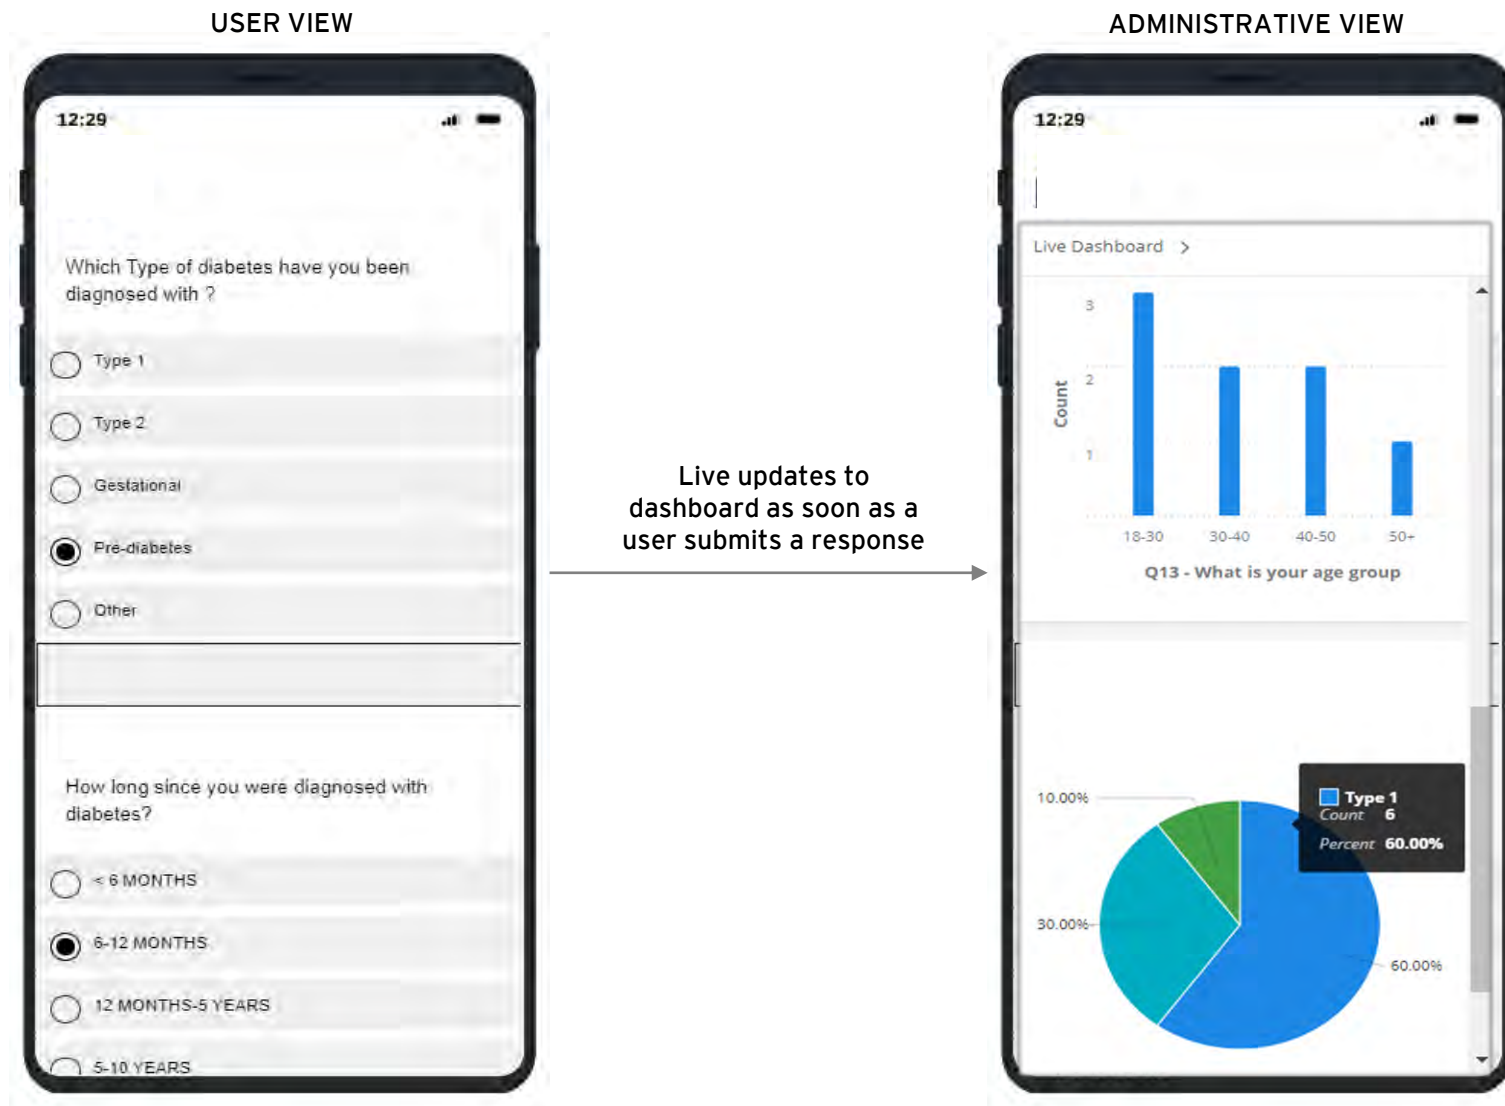 USER VIEW
12:29
Which Type of diabetes have you been
diagnosed with ?
Type 1
Type 2
Gestational
Pre-diabetes
Other
How long since you were diagnosed with
diabetes?
< 6 MONTHS
6-12 MONTHS
12 MONTHS-5 YEARS
5-10 YEARS
Live updates to
dashboard as soon as a
user submits a response
ADMINISTRATIVE VIEW
12:29
Live Dashboard >
3
2
1
Count
18-30 30-40 40-50 50+
Q13 - What is your age group
Type 1
Count 6
Percent 60.00%
10.00%
30.00%
60.00%